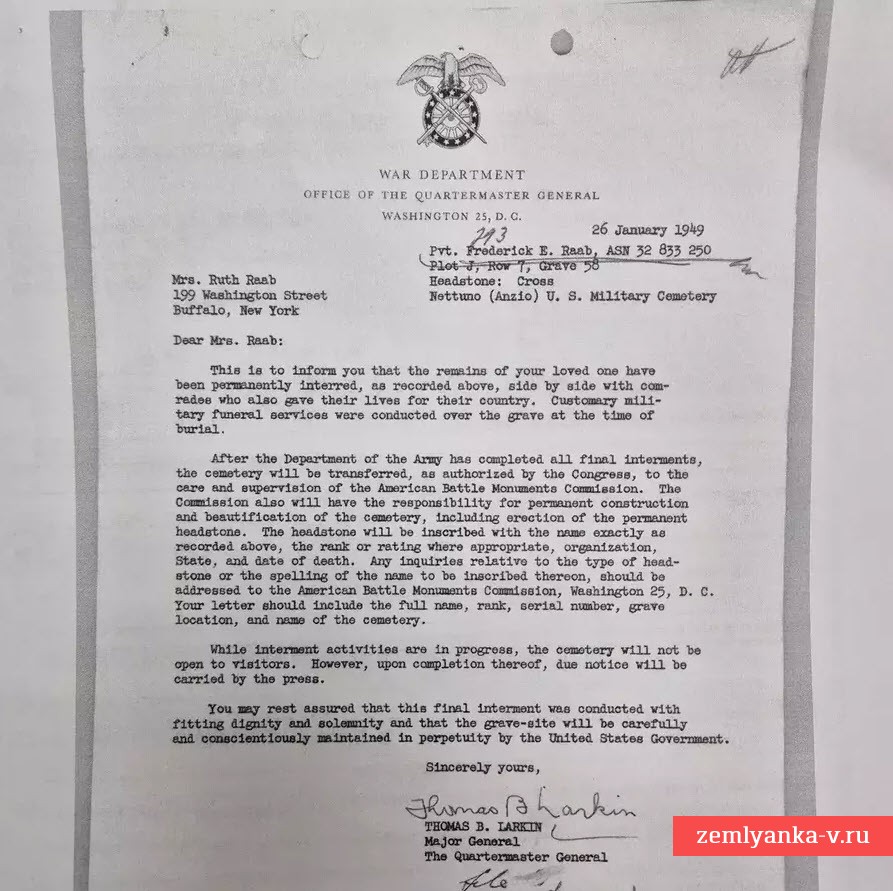 WAR DEPARTMENT
OFFICE OF THE QUARTERMASTER GENERAL
WASHINGTON 25, D. C.
26 January 1949
293
Pvt. Frederick E. Raab, ASN 32 833 250
Plot J, Row 7, Grave 58
Mrs. Ruth Raab Headstone: Cross
199 Washington Street Nettuno (Anzio) U. S. Military Cemetery
Buffalo, New York
Dear Mrs. Raab:
This is to inform you that the remains of your loved one have
been permanently interred, as recorded above, side by side with com-
rades who also gave their lives for their country. Customary mili-
tary funeral services were conducted over the grave at the time of
burial.
After the Department of the Army has completed all final interments,
the cemetery will be transferred, as authorized by the Congress, to the
care and supervision of the American Battle Monuments Commission. The
Commission also will have the responsibility for permanent construction
and beautification of the cemetery, including erection of the permanent
headstone. The headstone will be inscribed with the name exactly as
recorded above, the rank or rating where appropriate, organization,
State, and date of death. Any inquiries relative to the type of head-
stone or the spelling of the name to be inscribed thereon, should be
addressed to the American Battle Monuments Commission, Washington 25, D. C.
Your letter should include the full name, rank, serial number, grave
location, and name of the cemetery.
While interment activities are in progress, the cemetery will not be
open to visitors. However, upon completion thereof, due notice will be
carried by the press.
You may rest assured that this final interment was conducted with
fitting dignity and solemnity and that the grave-site will be carefully
and conscientiously maintained in perpetuity by the United States Government.
Sincerely yours,
Thomas B Larkin
THOMAS B. LARKIN
Major General
The Quartermaster General
zemlyanka-v.ru